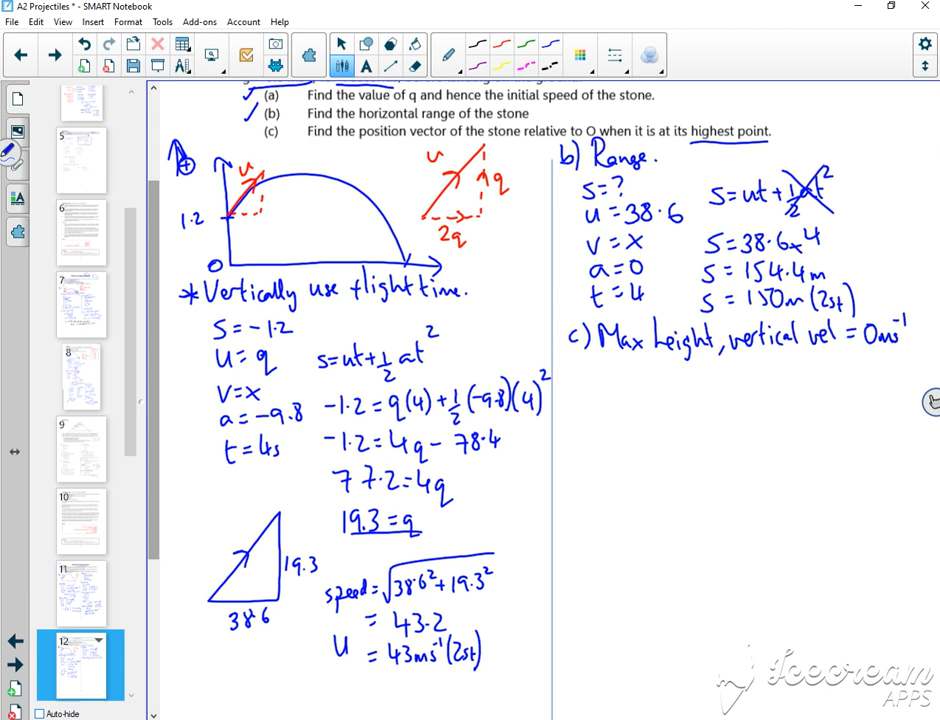 A2 Projectiles * - SMART Notebook
File Edit View Insert Format Tools Add-ons Account Help
(a) Find the value of q and hence the initial speed of the stone.
(b) Find the horizontal range of the stone
(c) Find the position vector of the stone relative to O when it is at its highest point.
u
1.2
O
u
q
2q
*Vertically use flight time.
S = -1.2
u = q
v = x
a = -9.8
t = 4s
s = ut + 1/2 at^2
-1.2 = q(4) + 1/2 (-9.8)(4)^2
-1.2 = 4q - 78.4
77.2 = 4q
19.3 = q
19.3
38.6
speed = √38.6² + 19.3²
= 43.2
u = 43ms⁻¹ (2sf)
b) Range.
s = ?
u = 38.6
v = x
a = 0
t = 4
s = ut + 1/2 at²
s = 38.6 x 4
s = 154.4m
s = 150m (2sf)
c) Max height, vertical vel = 0ms⁻¹
5
6
7
8
9
10
11
12
Auto-hide
Icecream
APPS